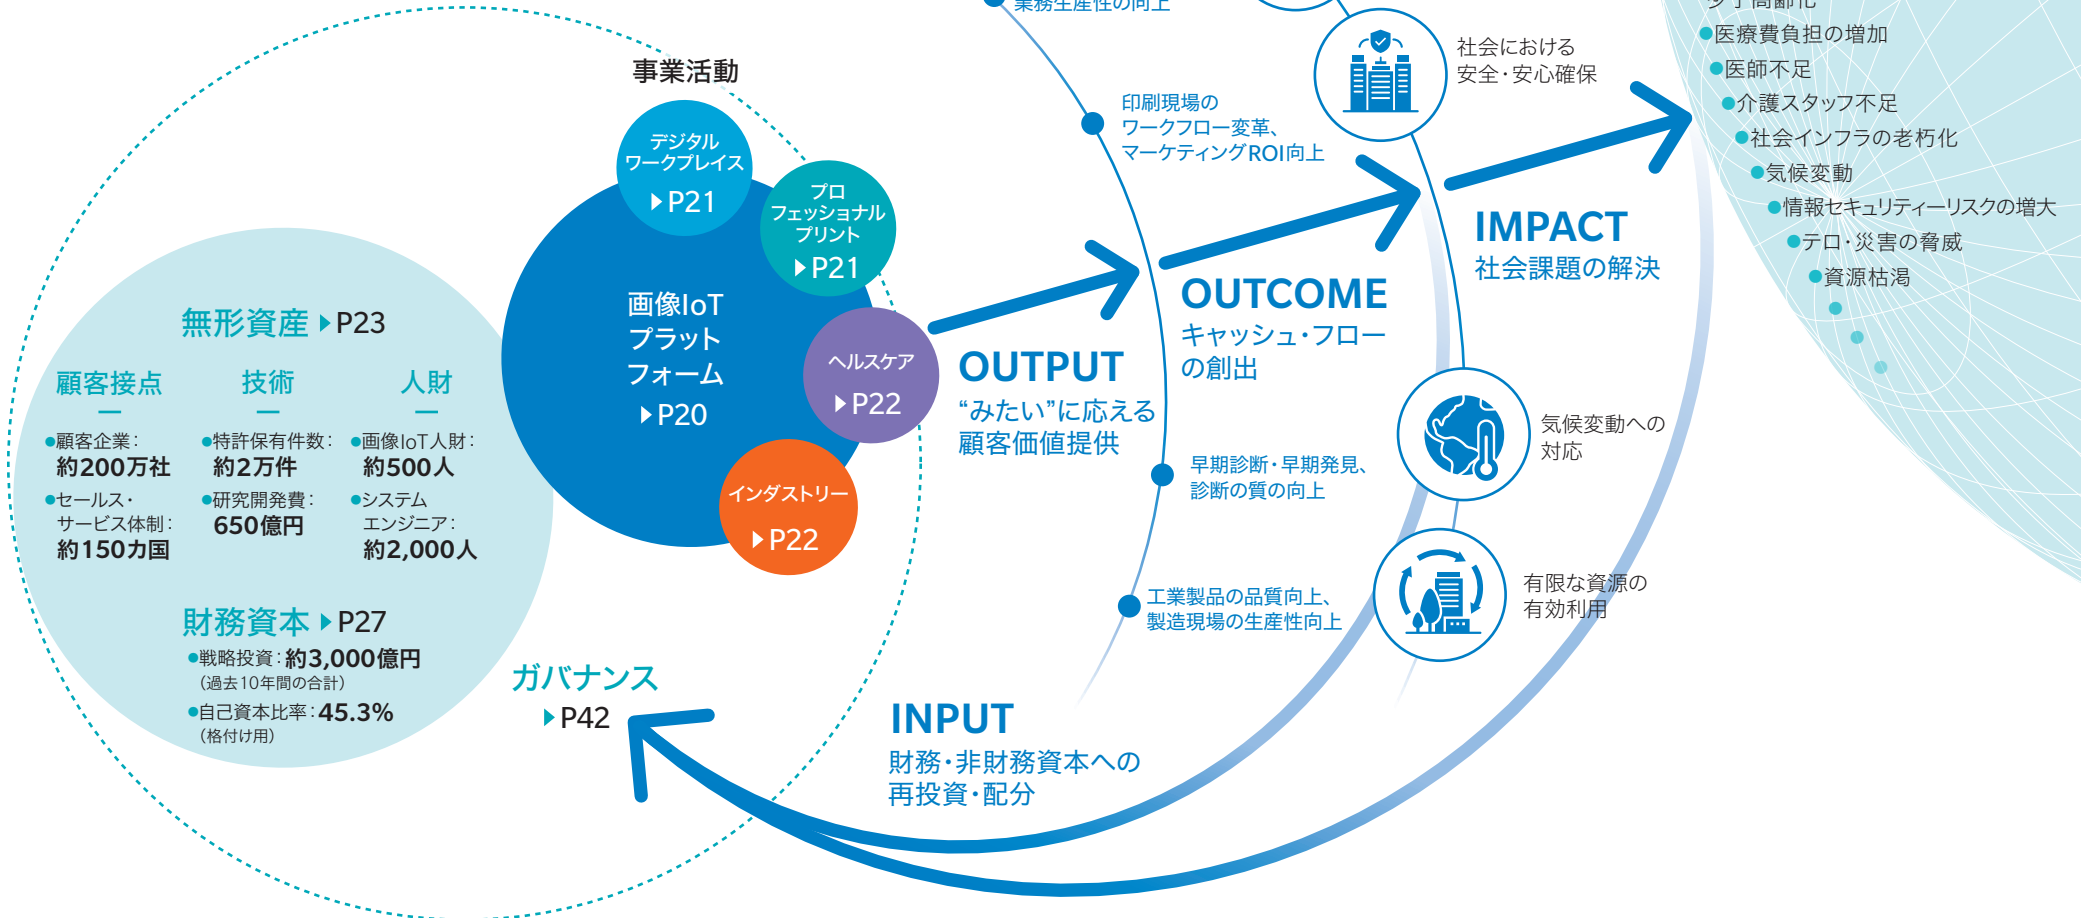 事業活動
デジタル
ワークプレイス
▶P21
プロ
フェッショナル
プリント
▶P21
画像IoT
プラット
フォーム
▶P20
ヘルスケア
▶P22
インダストリー
▶P22
無形資産 ▶P23
顧客接点
●顧客企業：
約200万社
●セールス・
サービス体制：
約150カ国
技術
●特許保有件数：
約2万件
●研究開発費：
650億円
人財
●画像IoT人財：
約500人
●システム
エンジニア：
約2,000人
財務資本 ▶P27
●戦略投資：約3,000億円
（過去10年間の合計）
●自己資本比率：45.3%
（格付け用）
ガバナンス
▶P42
OUTPUT
“みたい”に応える
顧客価値提供
業務生産性の向上
印刷現場の
ワークフロー変革、
マーケティングROI向上
早期診断・早期発見、
診断の質の向上
工業製品の品質向上、
製造現場の生産性向上
OUTCOME
キャッシュ・フロー
の創出
社会における
安全・安心確保
気候変動への
対応
有限な資源の
有効利用
IMPACT
社会課題の解決
少子高齢化
●医療費負担の増加
●医師不足
●介護スタッフ不足
●社会インフラの老朽化
●気候変動
●情報セキュリティーリスクの増大
●テロ・災害の脅威
●資源枯渇
INPUT
財務・非財務資本への
再投資・配分